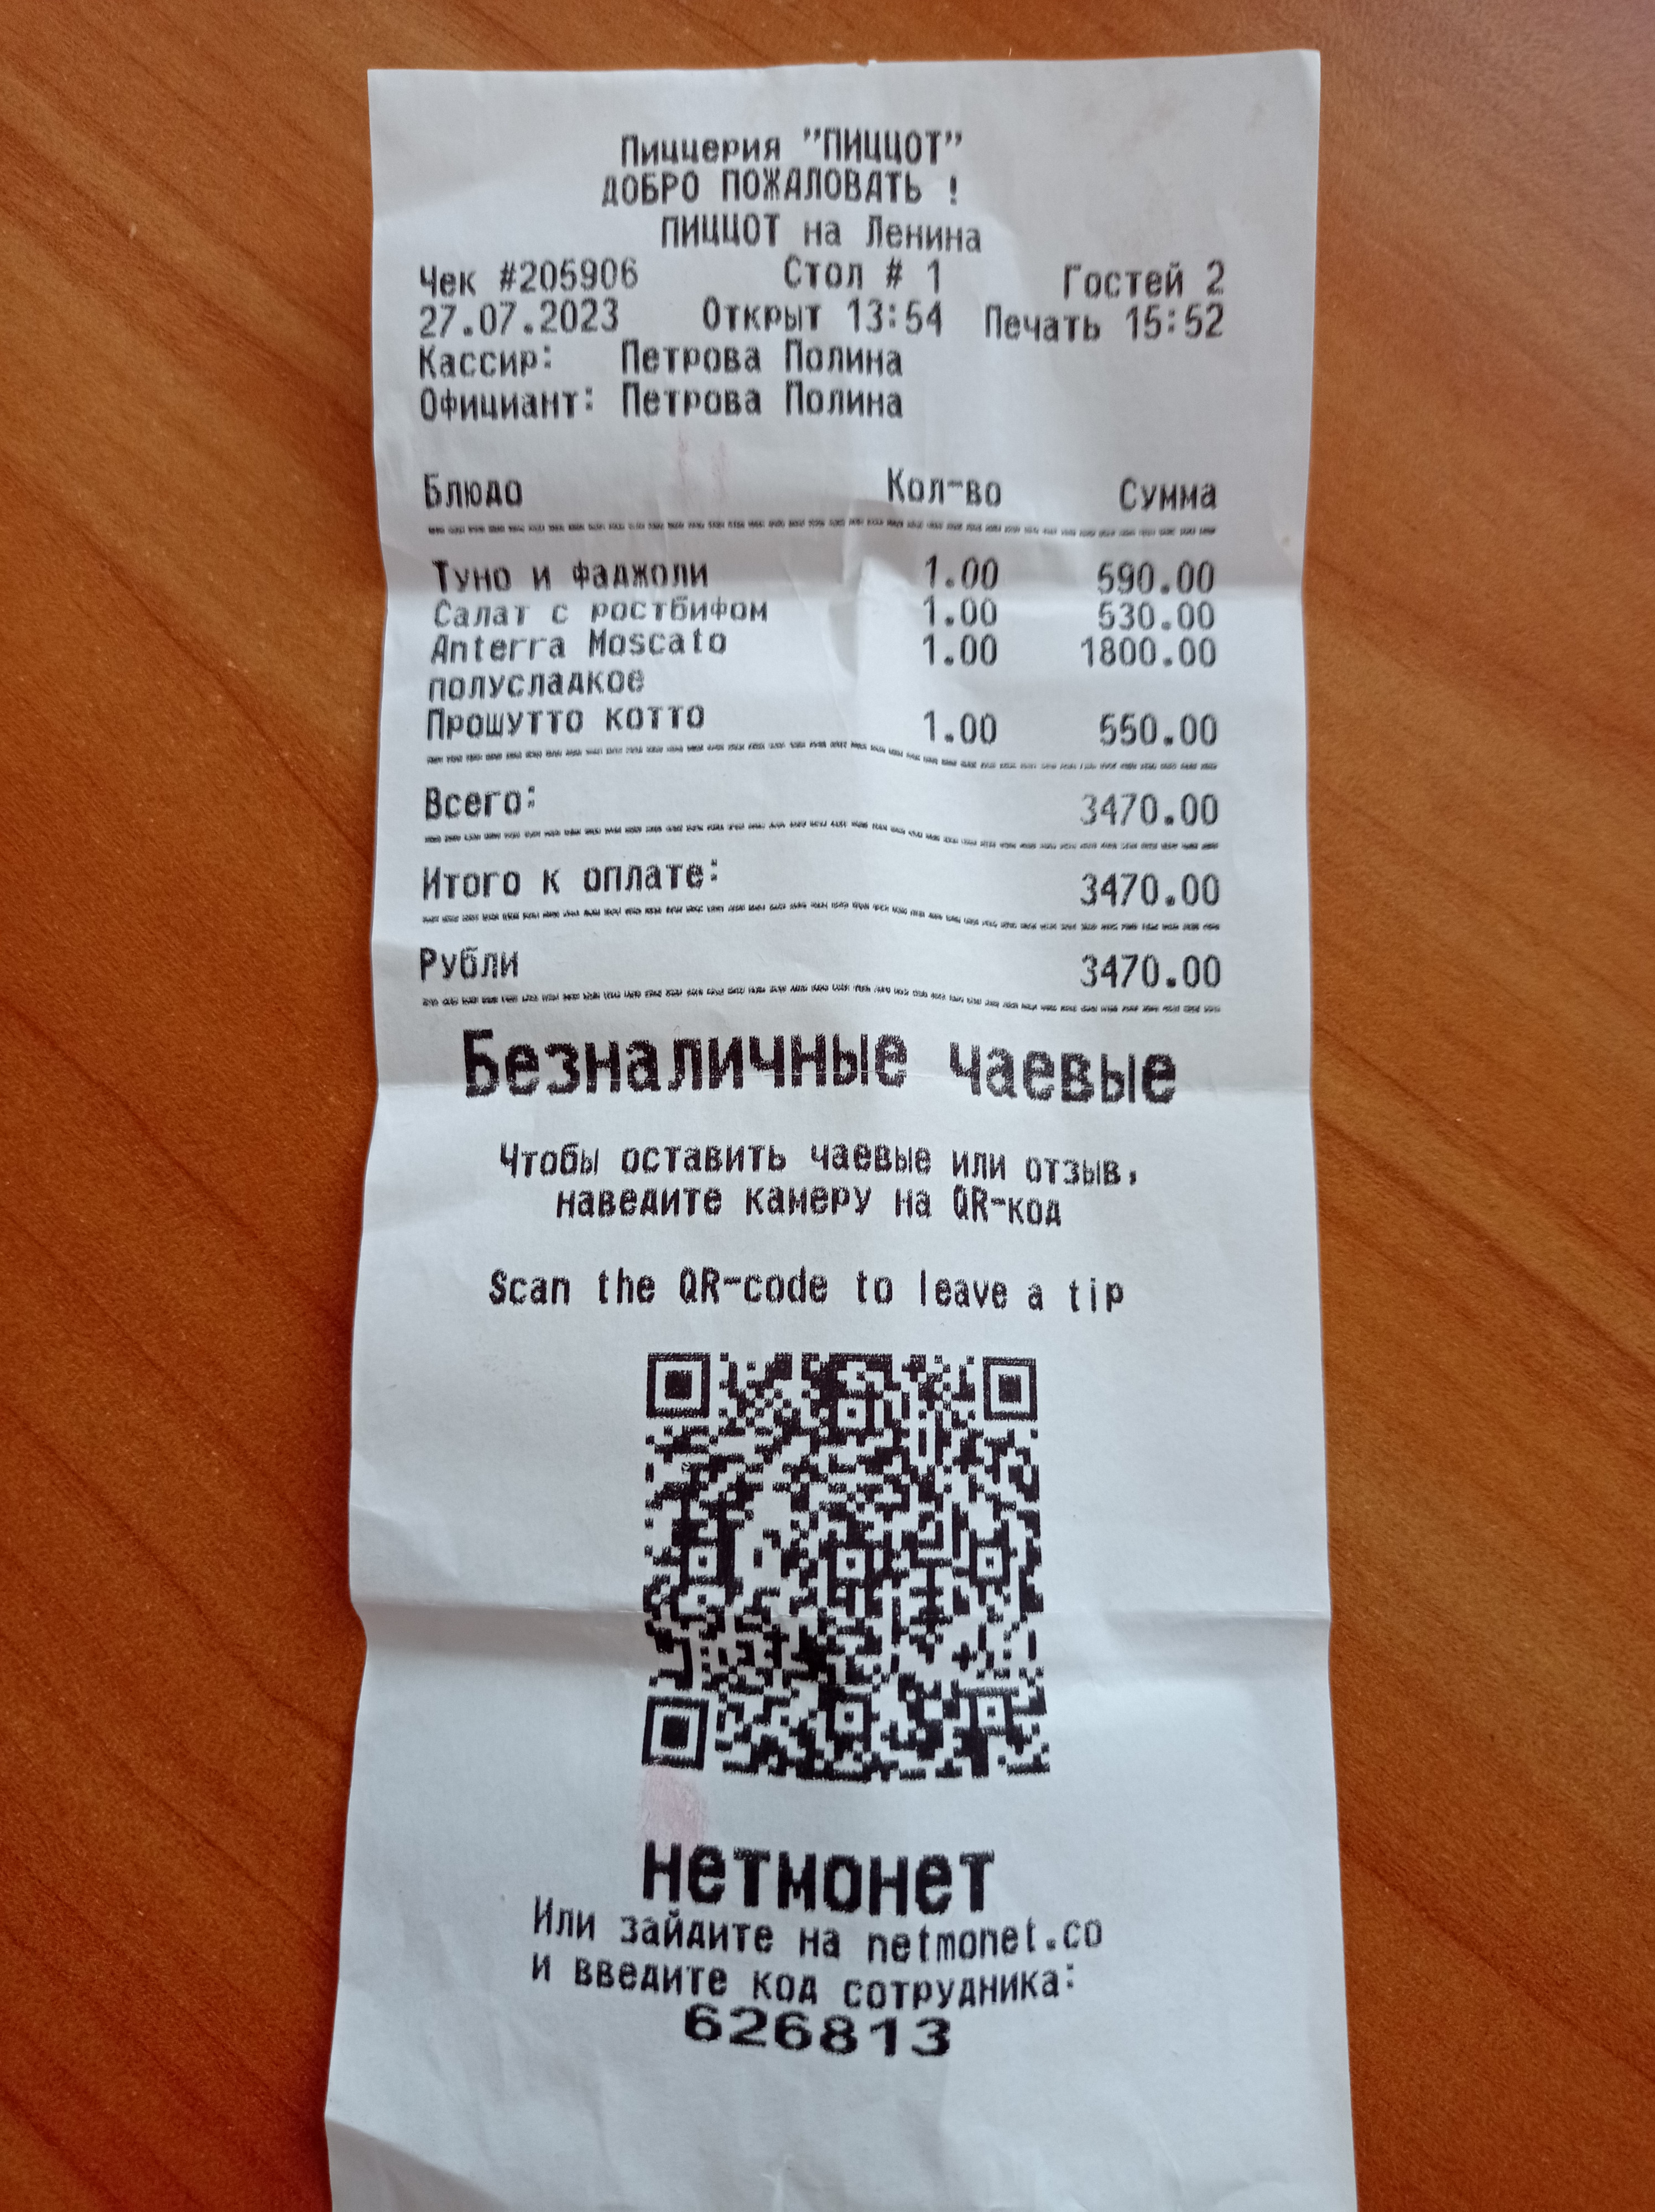 Пиццерия "ПИЦЦОТ"
ДОБРО ПОЖАЛОВАТЬ !
ПИЦЦОТ на Ленина
Чек #205906 Стол # 1 Гостей 2
27.07.2023 Открыт 13:54 Печать 15:52
Кассир: Петрова Полина
Официант: Петрова Полина
Блюдо Кол-во Сумма
Туно и фаджоли 1.00 590.00
Салат с ростбифом 1.00 530.00
Anterra Moscato 1.00 1800.00
полусладкое
Прошутто котто 1.00 550.00
Всего: 3470.00
Итого к оплате: 3470.00
Рубли 3470.00
Безналичные чаевые
Чтобы оставить чаевые или отзыв,
наведите камеру на QR-код
Scan the QR-code to leave a tip
нетмонет
Или зайдите на netmonet.co
и введите код сотрудника:
626813